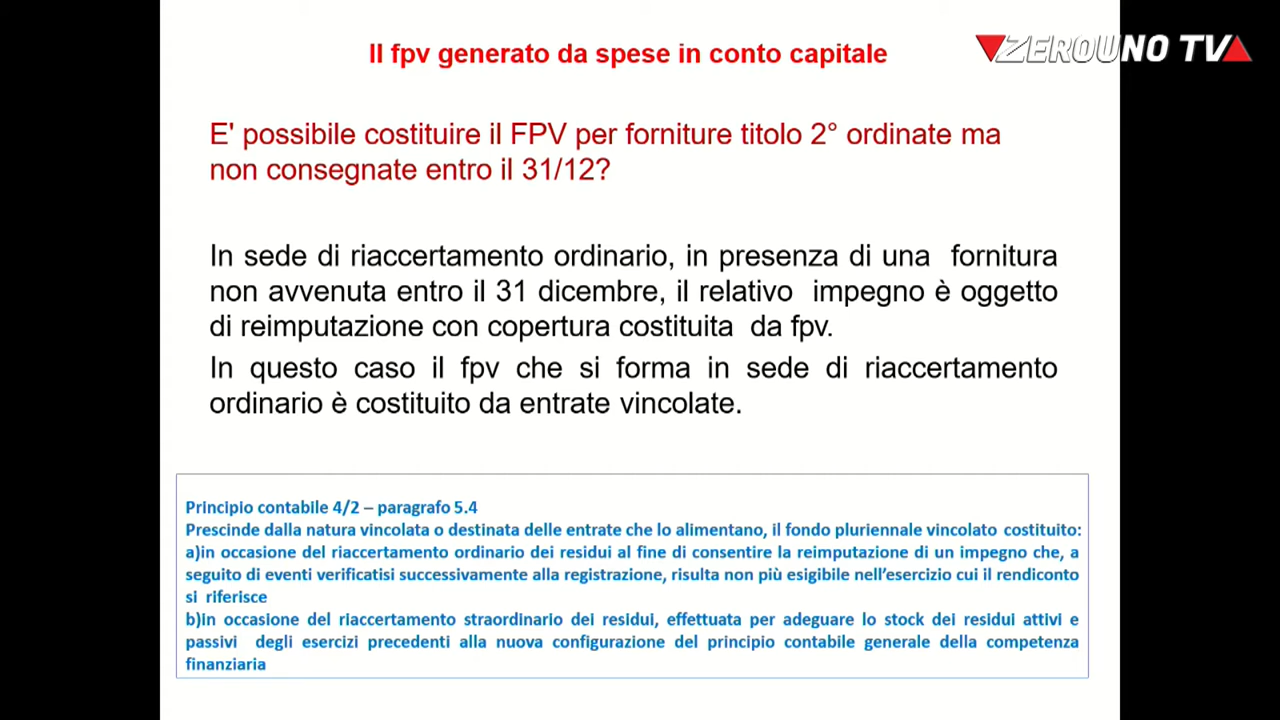 Il fpv generato da spese in conto capitale
ZEROUNO TV
E' possibile costituire il FPV per forniture titolo 2° ordinate ma
non consegnate entro il 31/12?
In sede di riaccertamento ordinario, in presenza di una fornitura
non avvenuta entro il 31 dicembre, il relativo impegno è oggetto
di reimputazione con copertura costituita da fpv.
In questo caso il fpv che si forma in sede di riaccertamento
ordinario è costituito da entrate vincolate.
Principio contabile 4/2 – paragrafo 5.4
Prescinde dalla natura vincolata o destinata delle entrate che lo alimentano, il fondo pluriennale vincolato costituito:
a)in occasione del riaccertamento ordinario dei residui al fine di consentire la reimputazione di un impegno che, a
seguito di eventi verificatisi successivamente alla registrazione, risulta non più esigibile nell'esercizio cui il rendiconto
si riferisce
b)in occasione del riaccertamento straordinario dei residui, effettuata per adeguare lo stock dei residui attivi e
passivi degli esercizi precedenti alla nuova configurazione del principio contabile generale della competenza
finanziaria